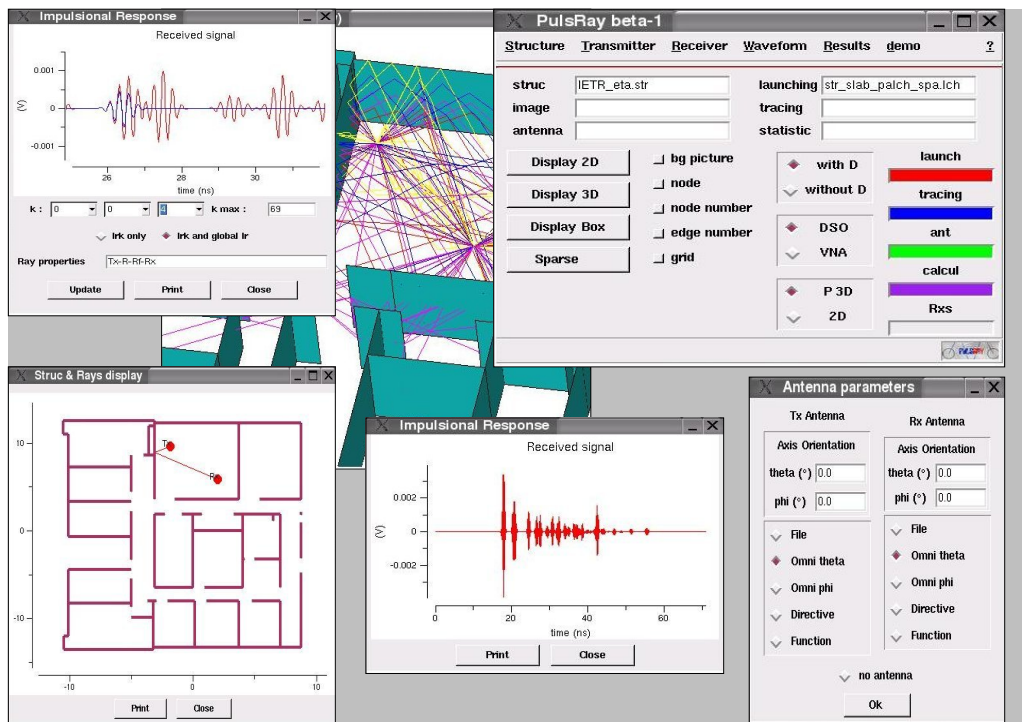 Impulsional Response
Received signal
0.001
0
-0.001
(V)
26 28 30
time (ns)
k : 0 0 4 k max : 69
Irk only Irk and global Ir
Ray properties Tx-R-Rf-Rx
Update Print Close
PulsRay beta-1
Structure Transmitter Receiver Waveform Results demo ?
struc IETR_eta.str launching str_slab_palch_spa.lch
image tracing
antenna statistic
Display 2D
Display 3D
Display Box
Sparse
bg picture
node
node number
edge number
grid
with D
without D
DSO
VNA
P 3D
2D
launch
tracing
ant
calcul
Rxs
PULSRAY
Struc & Rays display
10
0
-10
Tx
Rx
-10 0 10
Print Close
Impulsional Response
Received signal
0.002
0
-0.002
(V)
0 20 40 60
time (ns)
Print Close
Antenna parameters
Tx Antenna
Axis Orientation
theta (°) 0.0
phi (°) 0.0
File
Omni theta
Omni phi
Directive
Function
Rx Antenna
Axis Orientation
theta (°) 0.0
phi (°) 0.0
File
Omni theta
Omni phi
Directive
Function
no antenna
Ok